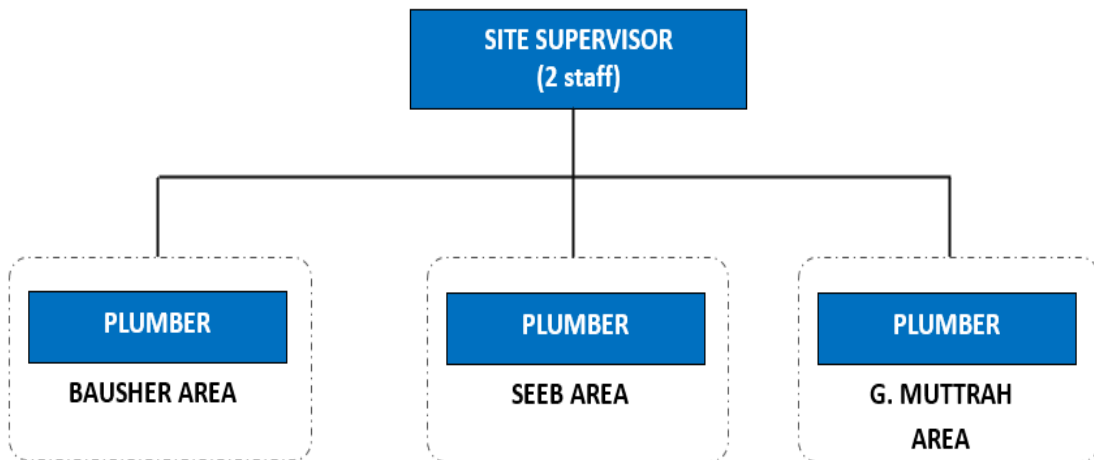 SITE SUPERVISOR
(2 staff)
PLUMBER
BAUSHER AREA
PLUMBER
SEEB AREA
PLUMBER
G. MUTTRAH
AREA